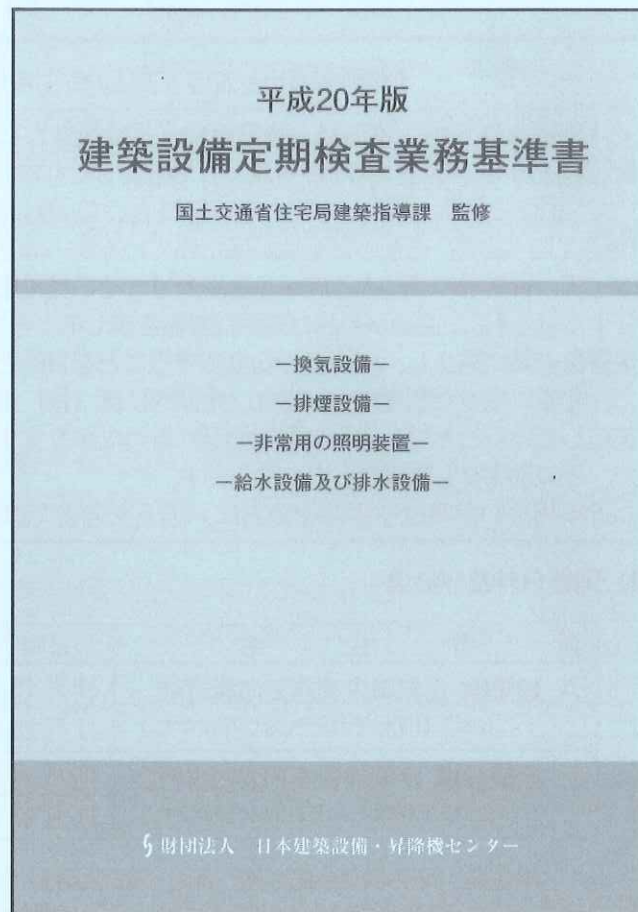 平成20年版
建築設備定期検査業務基準書
国土交通省住宅局建築指導課 監修
−換気設備−
−排煙設備−
−非常用の照明装置−
−給水設備及び排水設備−
財団法人 日本建築設備・昇降機センター